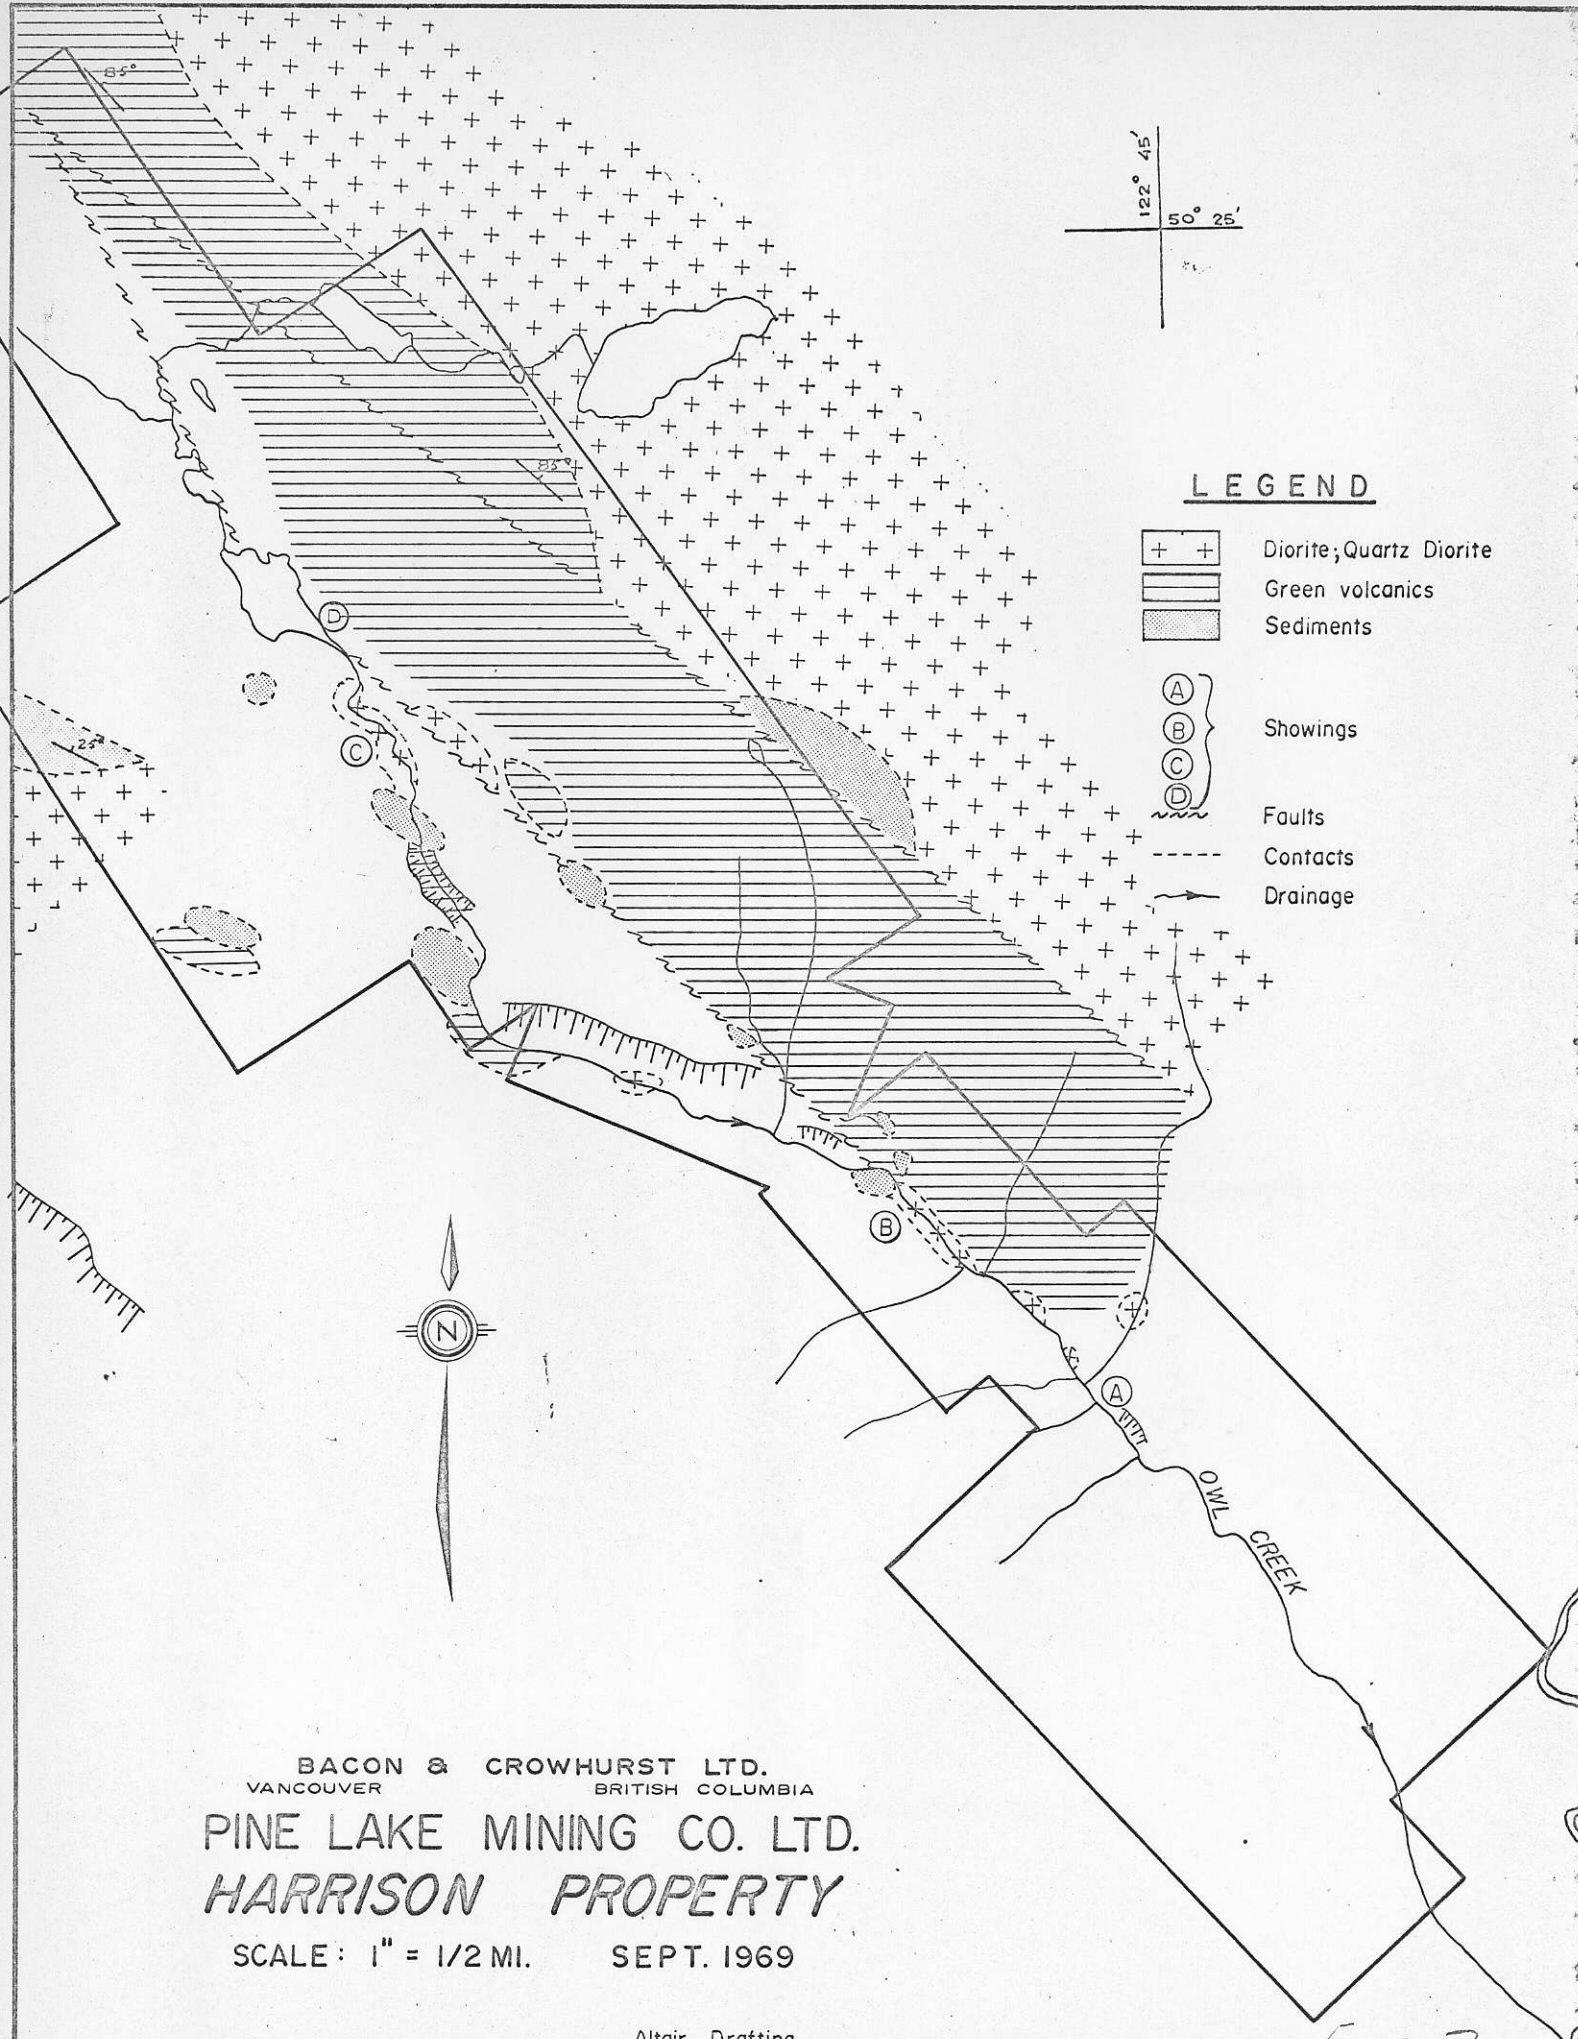 85°
122° 45'
50° 25'
85°
LEGEND
Diorite; Quartz Diorite
Green volcanics
Sediments
D
A
B
Showings
C
D
25°
C
Faults
Contacts
Drainage
B
N
A
OWL CREEK
BACON & CROWHURST LTD.
VANCOUVER BRITISH COLUMBIA
PINE LAKE MINING CO. LTD.
HARRISON PROPERTY
SCALE: 1" = 1/2 MI. SEPT. 1969
Altair Drafting